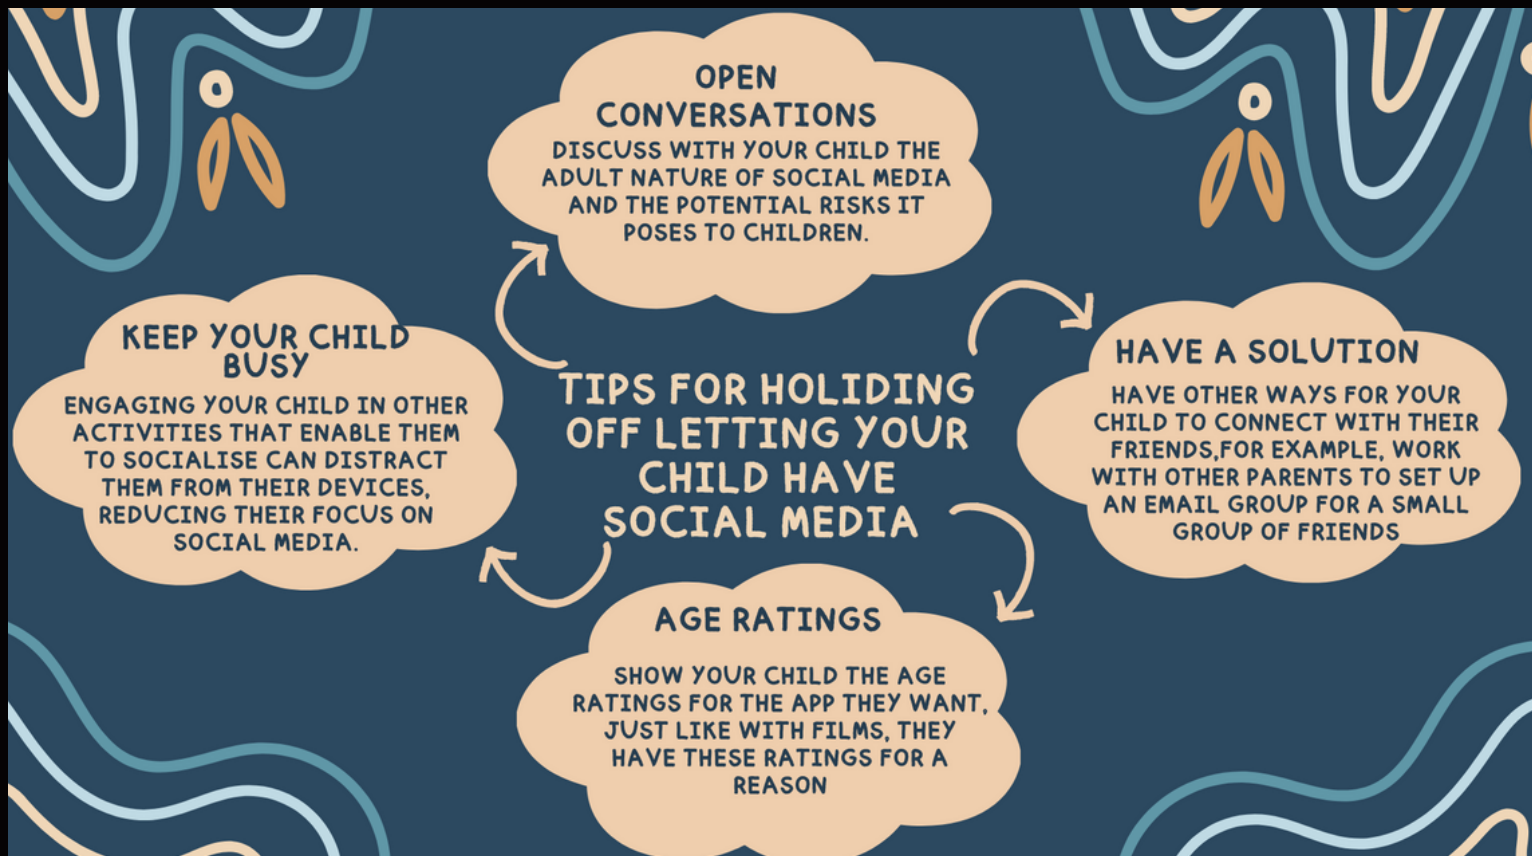 OPEN
CONVERSATIONS
DISCUSS WITH YOUR CHILD THE
ADULT NATURE OF SOCIAL MEDIA
AND THE POTENTIAL RISKS IT
POSES TO CHILDREN.
KEEP YOUR CHILD
BUSY
ENGAGING YOUR CHILD IN OTHER
ACTIVITIES THAT ENABLE THEM
TO SOCIALISE CAN DISTRACT
THEM FROM THEIR DEVICES,
REDUCING THEIR FOCUS ON
SOCIAL MEDIA.
TIPS FOR HOLIDING
OFF LETTING YOUR
CHILD HAVE
SOCIAL MEDIA
HAVE A SOLUTION
HAVE OTHER WAYS FOR YOUR
CHILD TO CONNECT WITH THEIR
FRIENDS,FOR EXAMPLE, WORK
WITH OTHER PARENTS TO SET UP
AN EMAIL GROUP FOR A SMALL
GROUP OF FRIENDS
AGE RATINGS
SHOW YOUR CHILD THE AGE
RATINGS FOR THE APP THEY WANT,
JUST LIKE WITH FILMS, THEY
HAVE THESE RATINGS FOR A
REASON